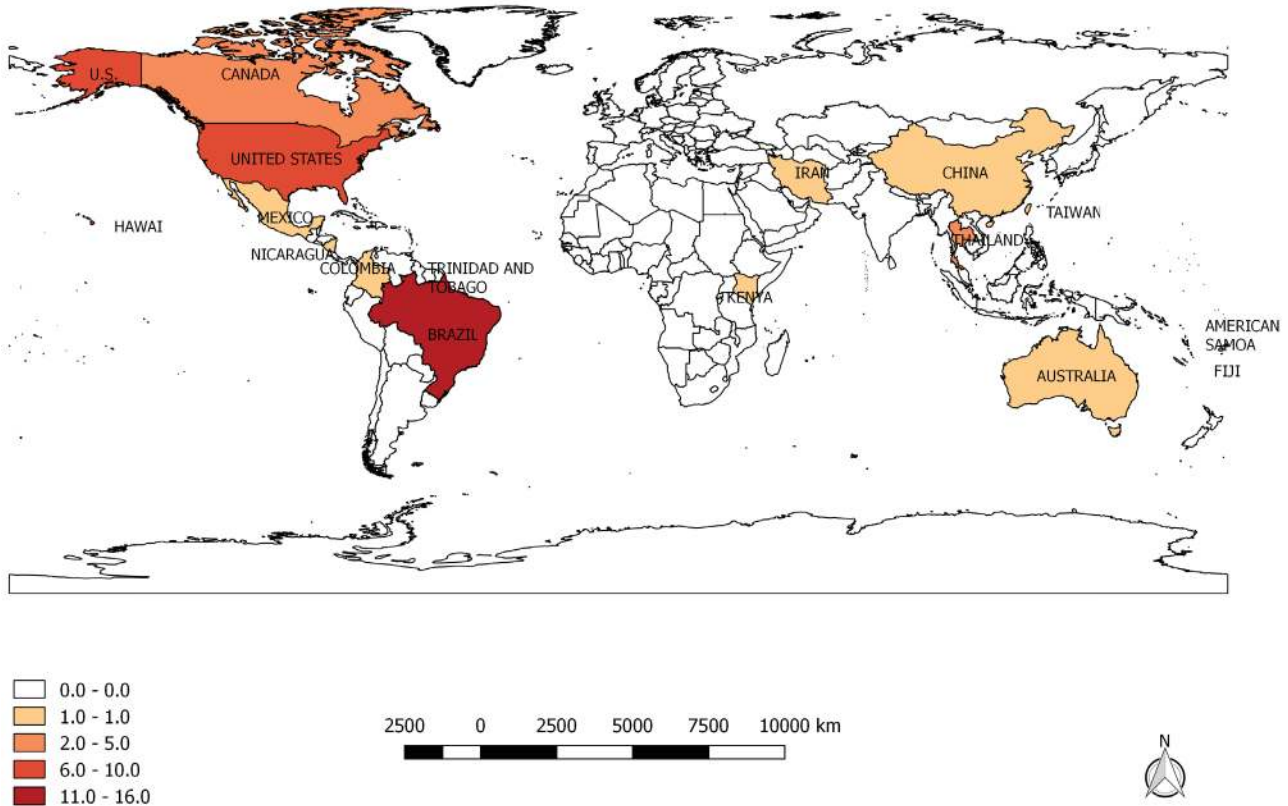 U.S.
CANADA
UNITED STATES
IRAN
CHINA
HAWAI
MEXICO
TAIWAN
NICARAGUA
COLOMBIA
TRINIDAD AND
TOBAGO
THAILAND
KENYA
BRAZIL
AMERICAN
SAMOA
FIJI
AUSTRALIA
0.0 - 0.0
1.0 - 1.0
2.0 - 5.0
6.0 - 10.0
11.0 - 16.0
2500 0 2500 5000 7500 10000 km
N